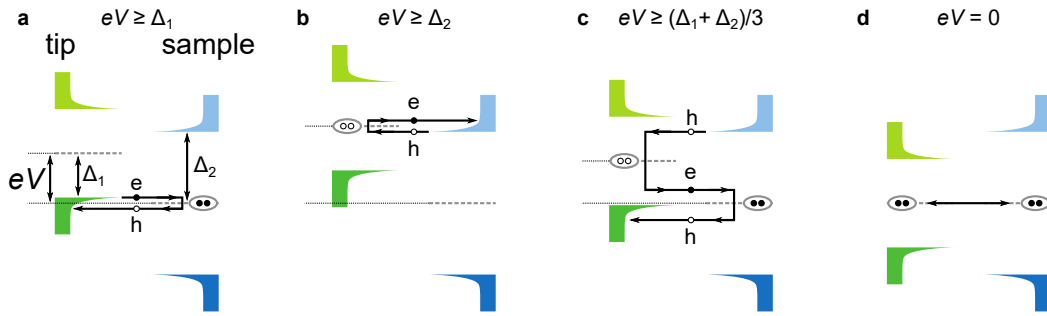 a eV ≥ Δ₁
tip sample
eV Δ₁ Δ₂
e
h
b eV ≥ Δ₂
e
h
c eV ≥ (Δ₁+ Δ₂)/3
h
e
h
d eV = 0